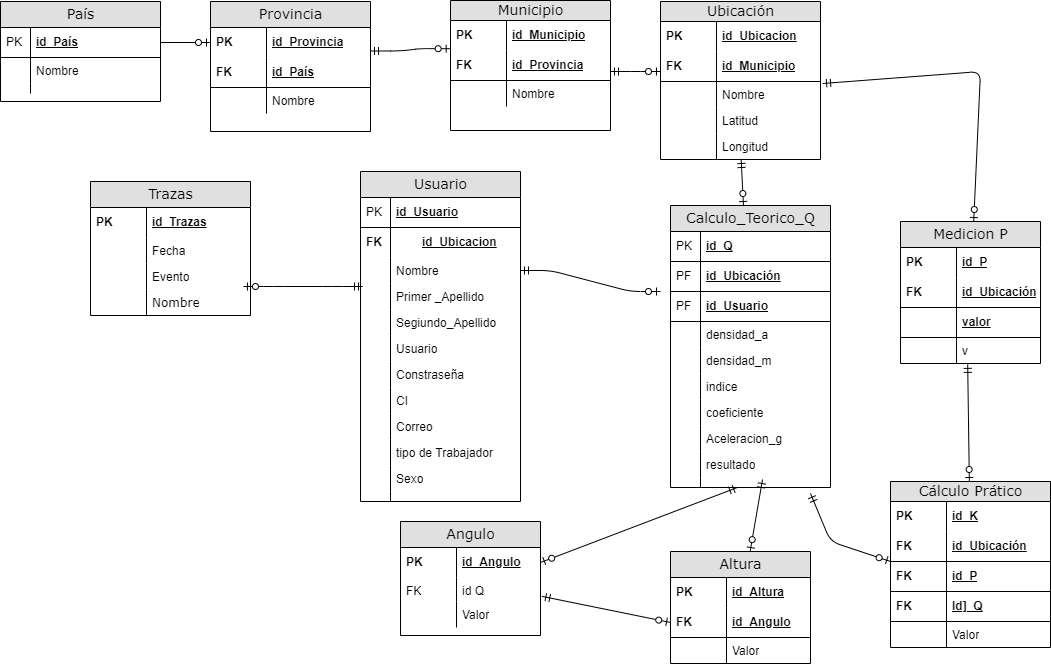 País
PK id_País
Nombre
Provincia
PK id_Provincia
FK id_País
Nombre
Municipio
PK id_Municipio
FK id_Provincia
Nombre
Ubicación
PK id_Ubicacion
FK id_Municipio
Nombre
Latitud
Longitud
Trazas
PK id_Trazas
Fecha
Evento
Nombre
Usuario
PK id_Usuario
FK id_Ubicacion
Nombre
Primer _Apellido
Segiundo_Apellido
Usuario
Constraseña
CI
Correo
tipo de Trabajador
Sexo
Calculo_Teorico_Q
PK id_Q
PF id_Ubicación
PF id_Usuario
densidad_a
densidad_m
indice
coeficiente
Aceleracion_g
resultado
Medicion P
PK id_P
FK id_Ubicación
valor
v
Angulo
PK id_Angulo
FK id Q
Valor
Altura
PK id_Altura
FK id_Angulo
Valor
Cálculo Prático
PK id_K
FK id_Ubicación
FK id_P
FK Id]_Q
Valor